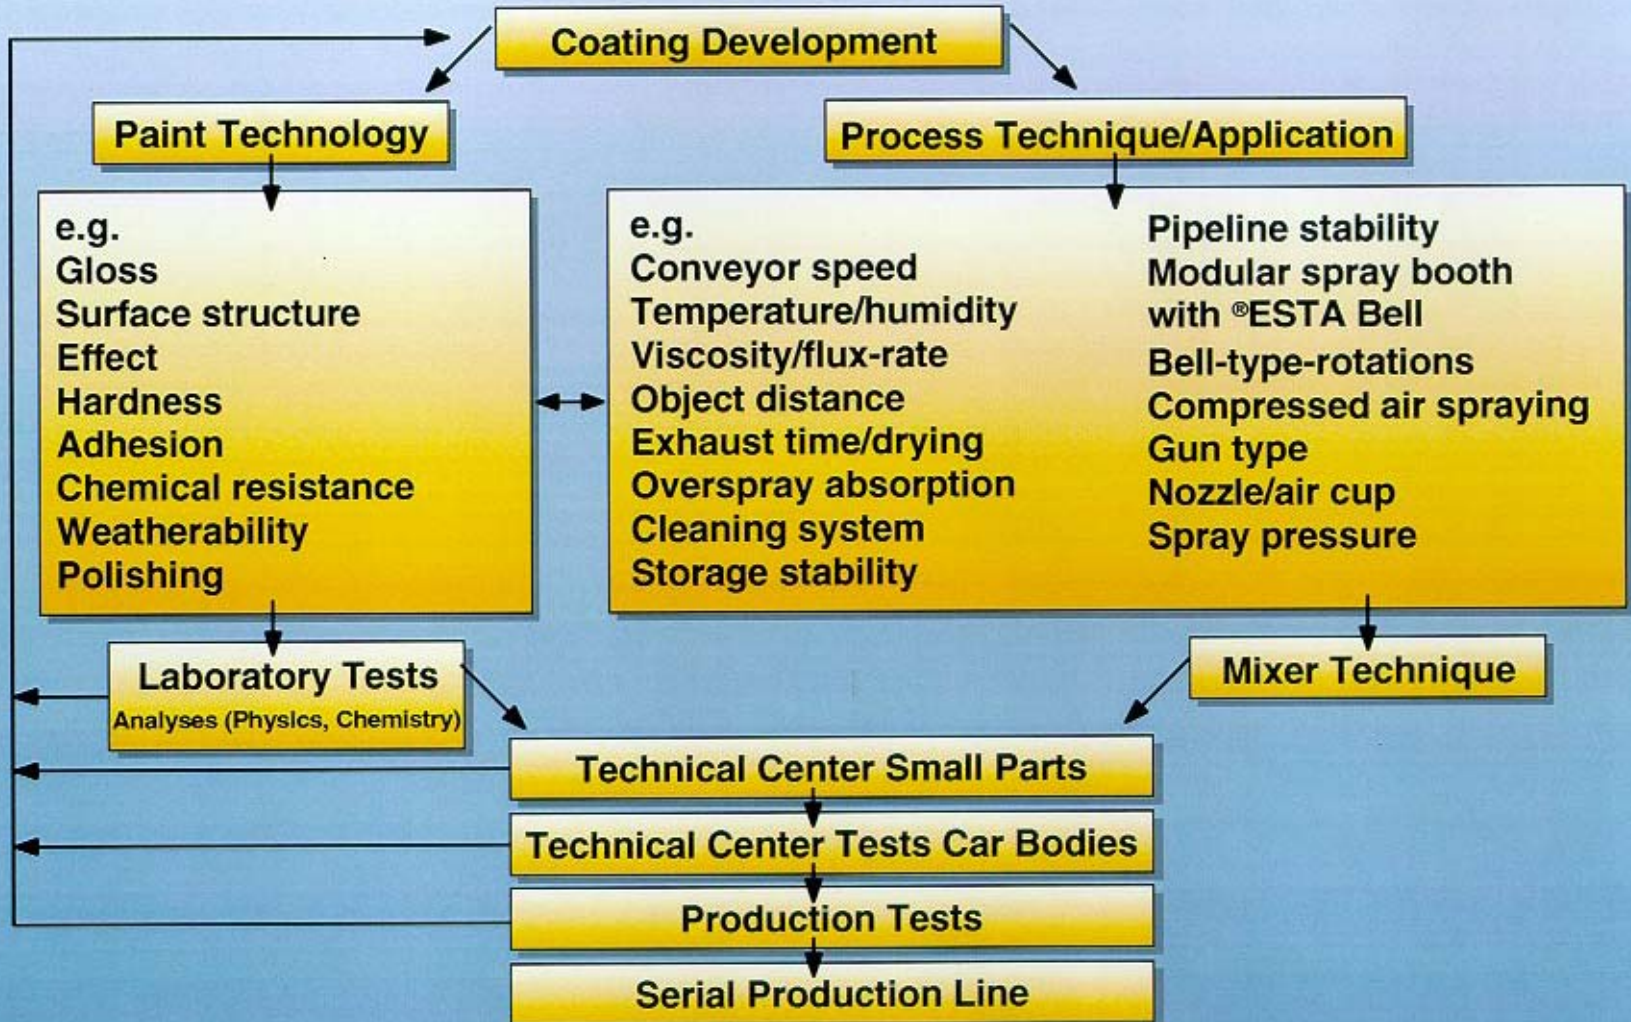 Coating Development
Paint Technology
Process Technique/Application
e.g.
Gloss
Surface structure
Effect
Hardness
Adhesion
Chemical resistance
Weatherability
Polishing
e.g.
Conveyor speed
Temperature/humidity
Viscosity/flux-rate
Object distance
Exhaust time/drying
Overspray absorption
Cleaning system
Storage stability
Pipeline stability
Modular spray booth
with ®ESTA Bell
Bell-type-rotations
Compressed air spraying
Gun type
Nozzle/air cup
Spray pressure
Laboratory Tests
Analyses (Physics, Chemistry)
Mixer Technique
Technical Center Small Parts
Technical Center Tests Car Bodies
Production Tests
Serial Production Line